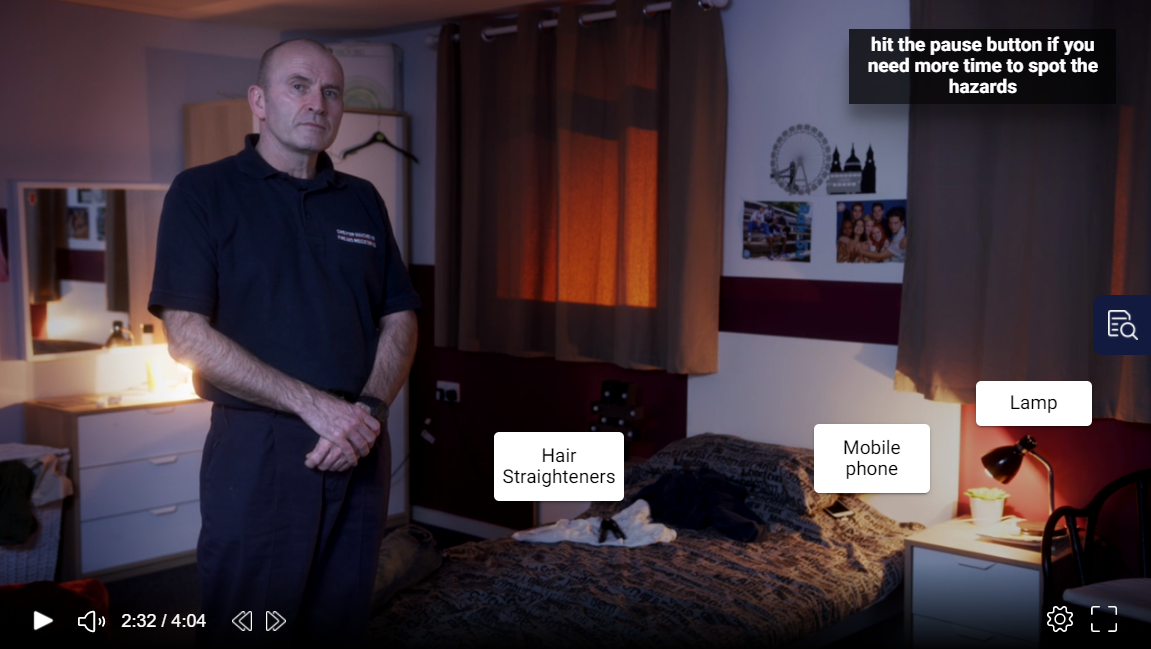 hit the pause button if you
need more time to spot the
hazards
Lamp
Mobile
phone
Hair
Straighteners
2:32 / 4:04